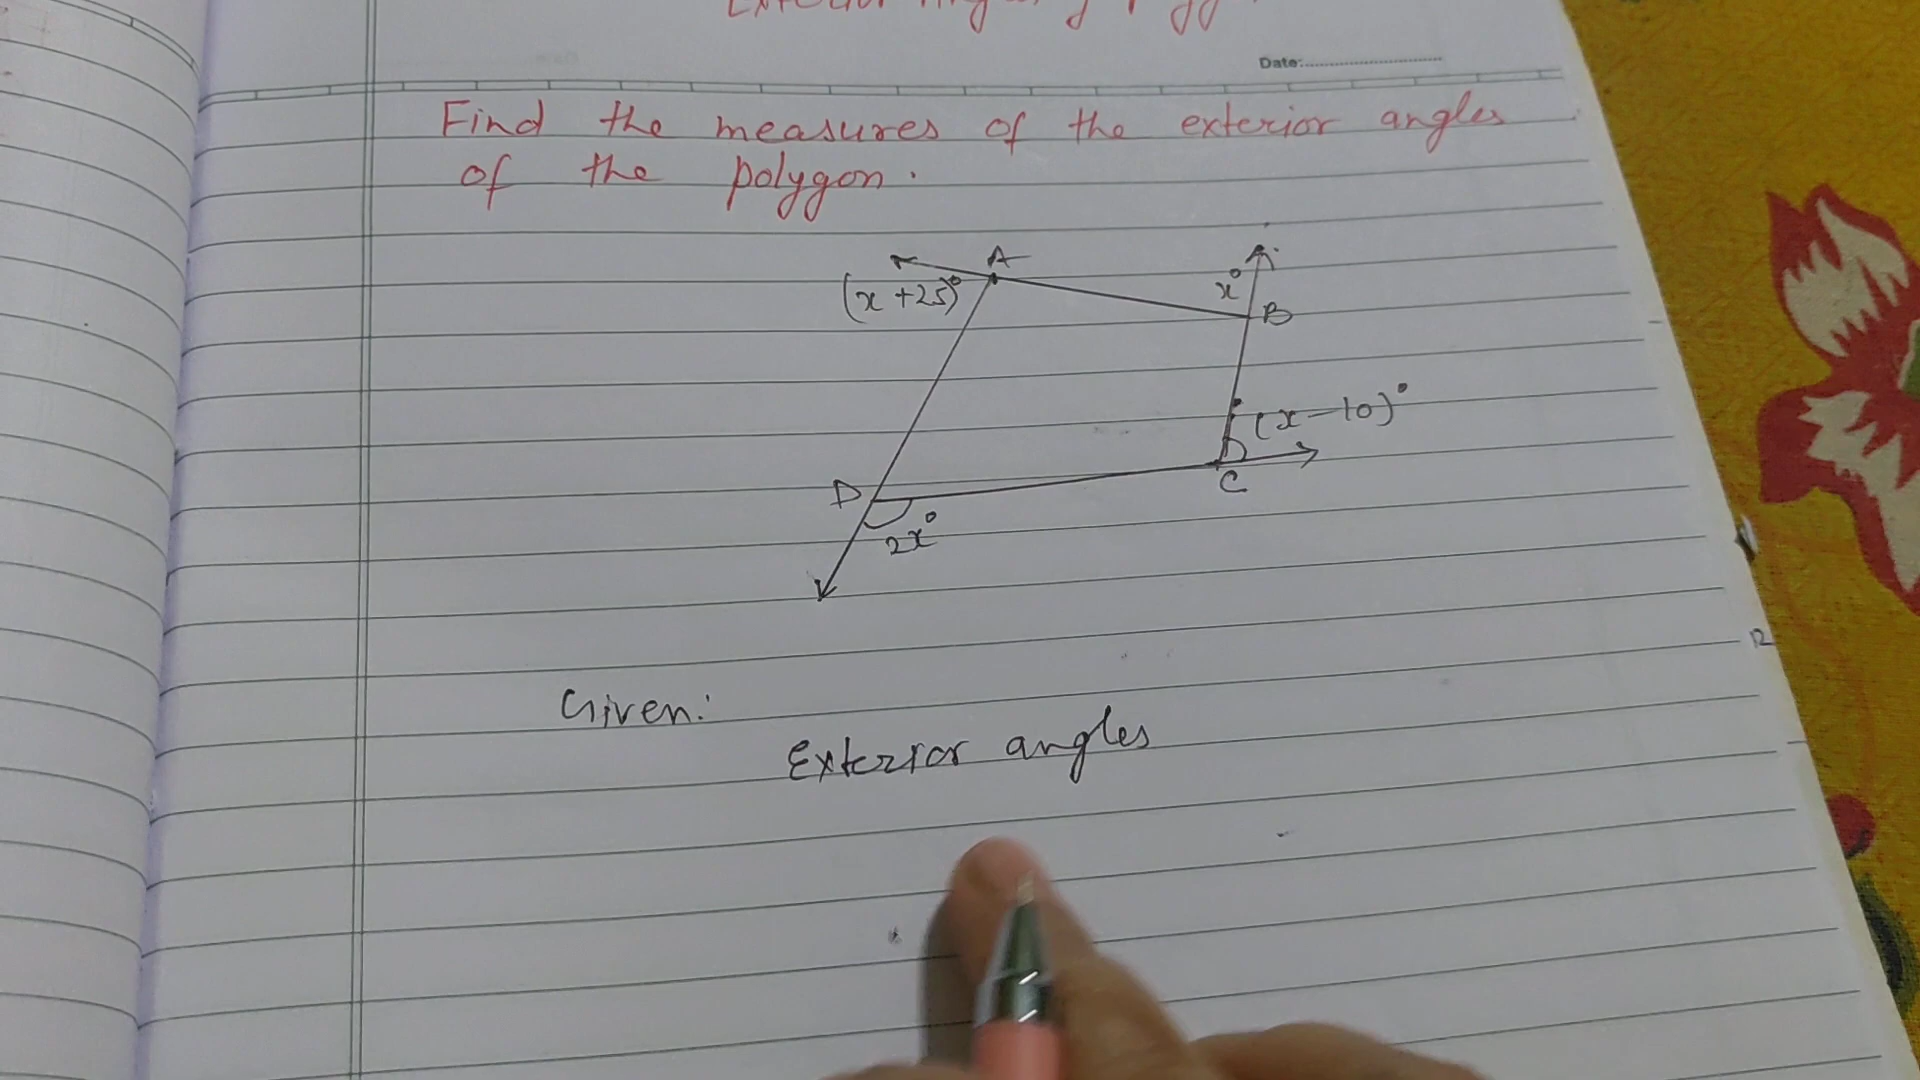 Date:
Find the measures of the exterior angles
of the polygon.
A
(x +25)°
x°
B
(x-10)°
D
C
2x°
Given:
Exterior angles